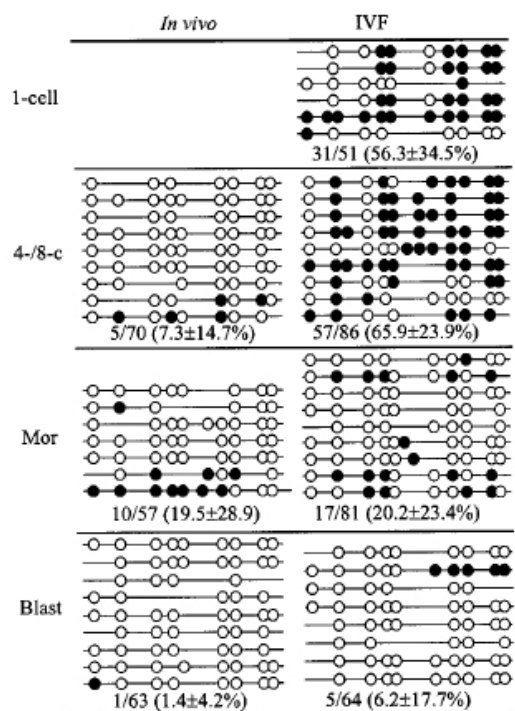 In vivo IVF
1-cell
31/51 (56.3±34.5%)
4-/8-c
5/70 (7.3±14.7%) 57/86 (65.9±23.9%)
Mor
10/57 (19.5±28.9) 17/81 (20.2±23.4%)
Blast
1/63 (1.4±4.2%) 5/64 (6.2±17.7%)